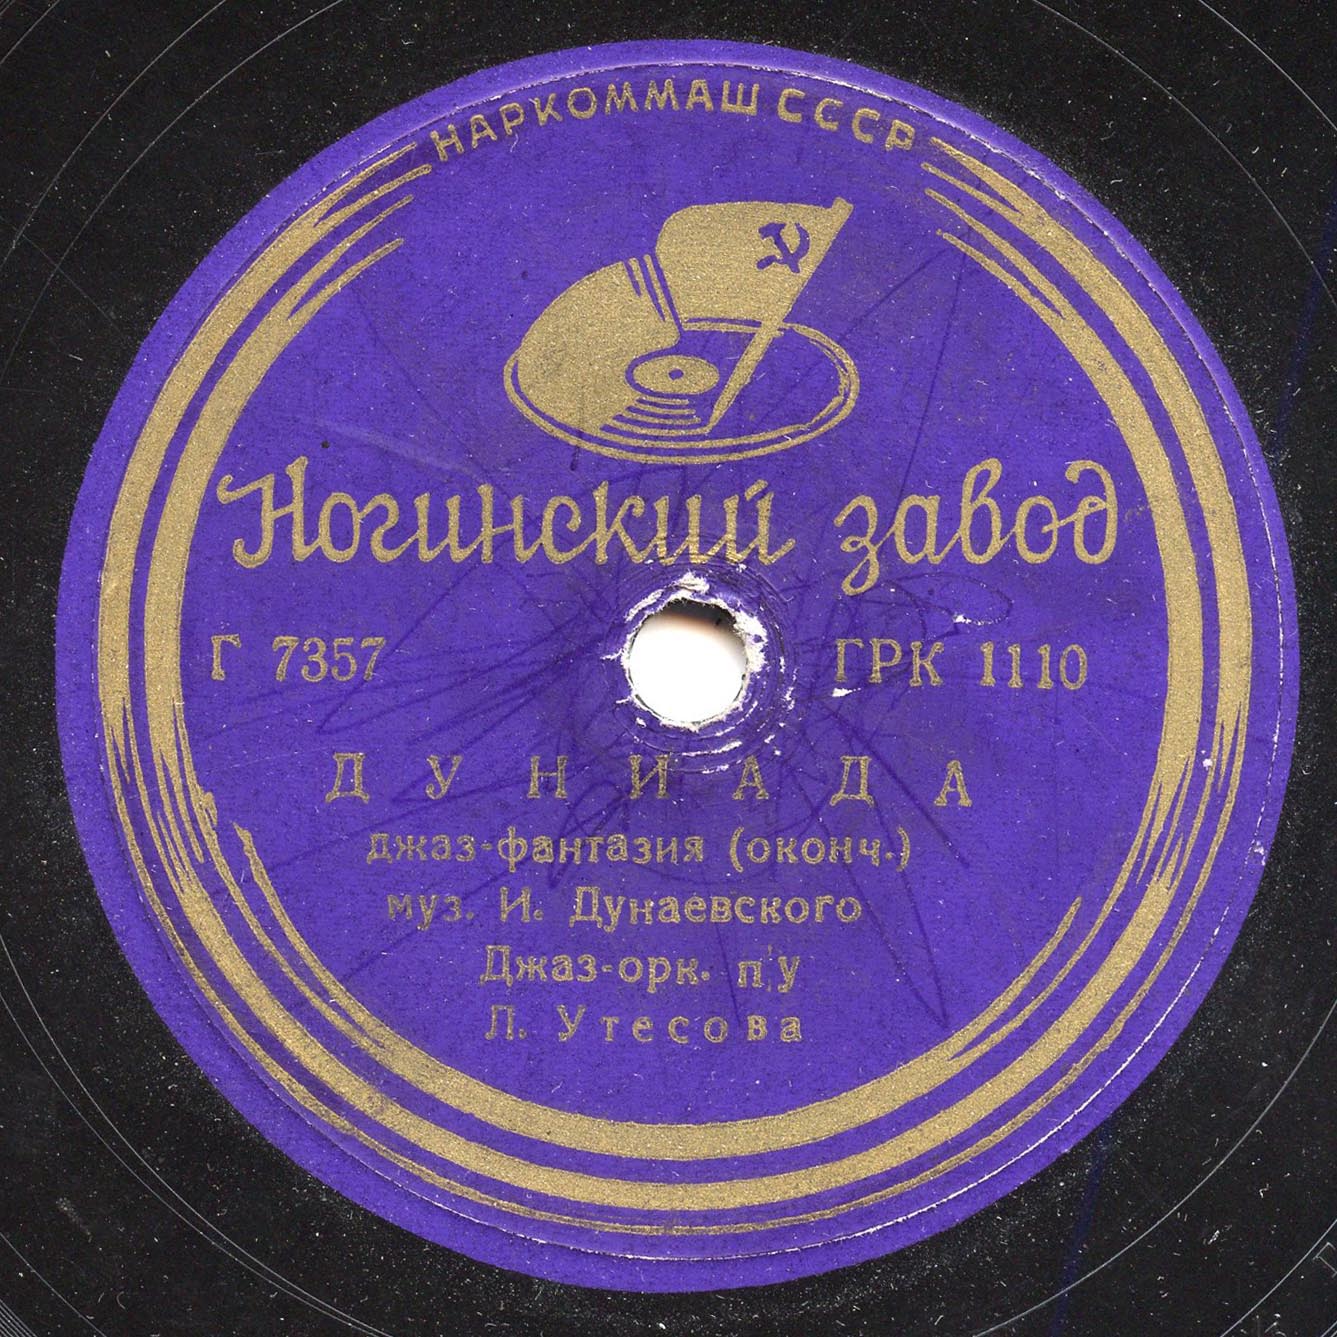 НАРКОММАШ СССР
Ногинский завод
Г 7357 ГРК 1110
ДУНИАДА
джаз-фантазия (оконч.)
муз. И. Дунаевского
Джаз-орк. п/у
Л. Утесова